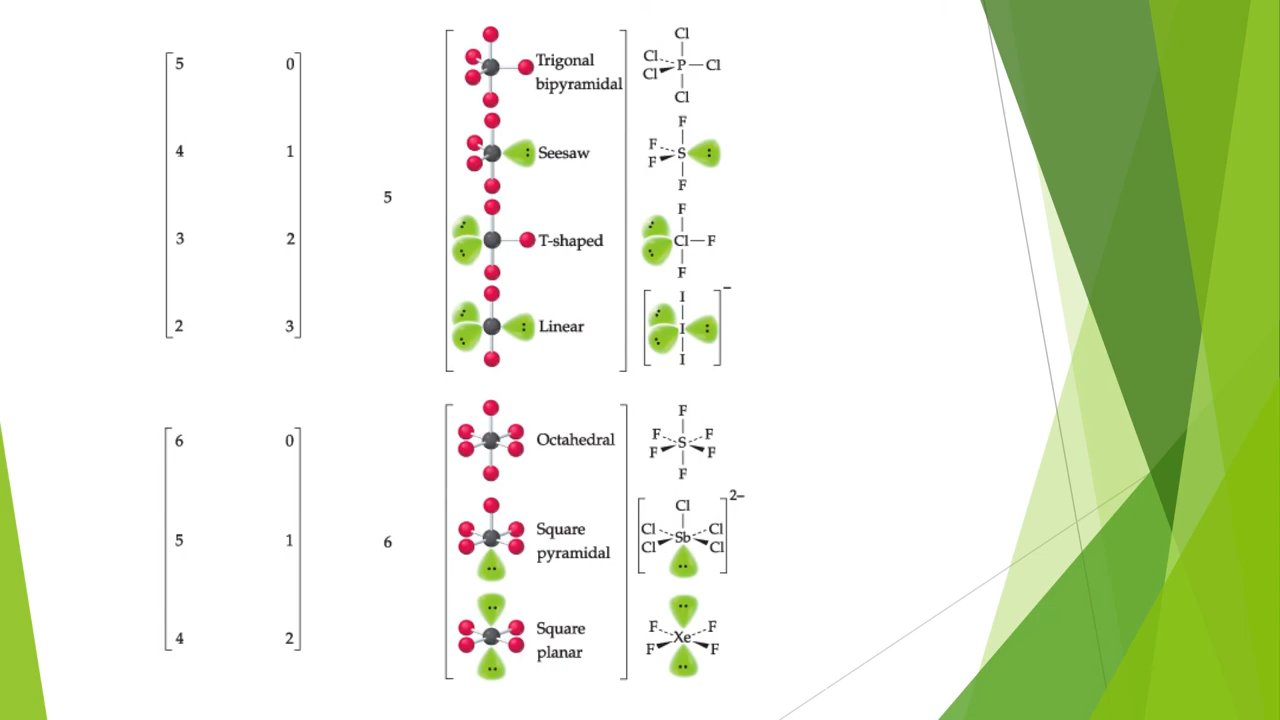 5 0 Trigonal bipyramidal
Cl
Cl
Cl P Cl
Cl
4 1 Seesaw
F
F
F S
F
5
3 2 T-shaped
F
Cl F
F
2 3 Linear
I
I
I
−
6 0 Octahedral
F
F F
S
F F
F
5 1 Square pyramidal
2−
Cl
Cl Cl
Sb
Cl Cl
6
4 2 Square planar
F F
Xe
F F